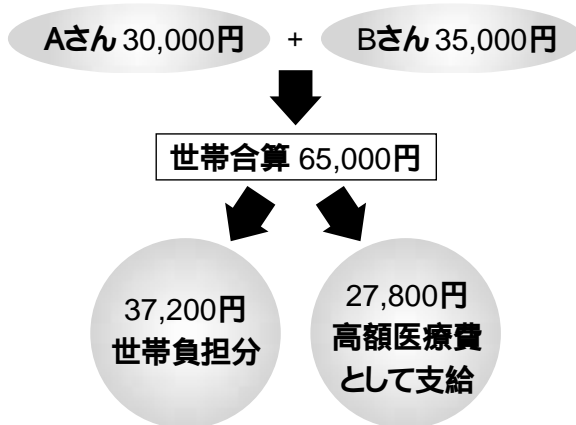 Aさん 30,000円 + Bさん 35,000円
世帯合算 65,000円
37,200円
世帯負担分
27,800円
高額医療費
として支給